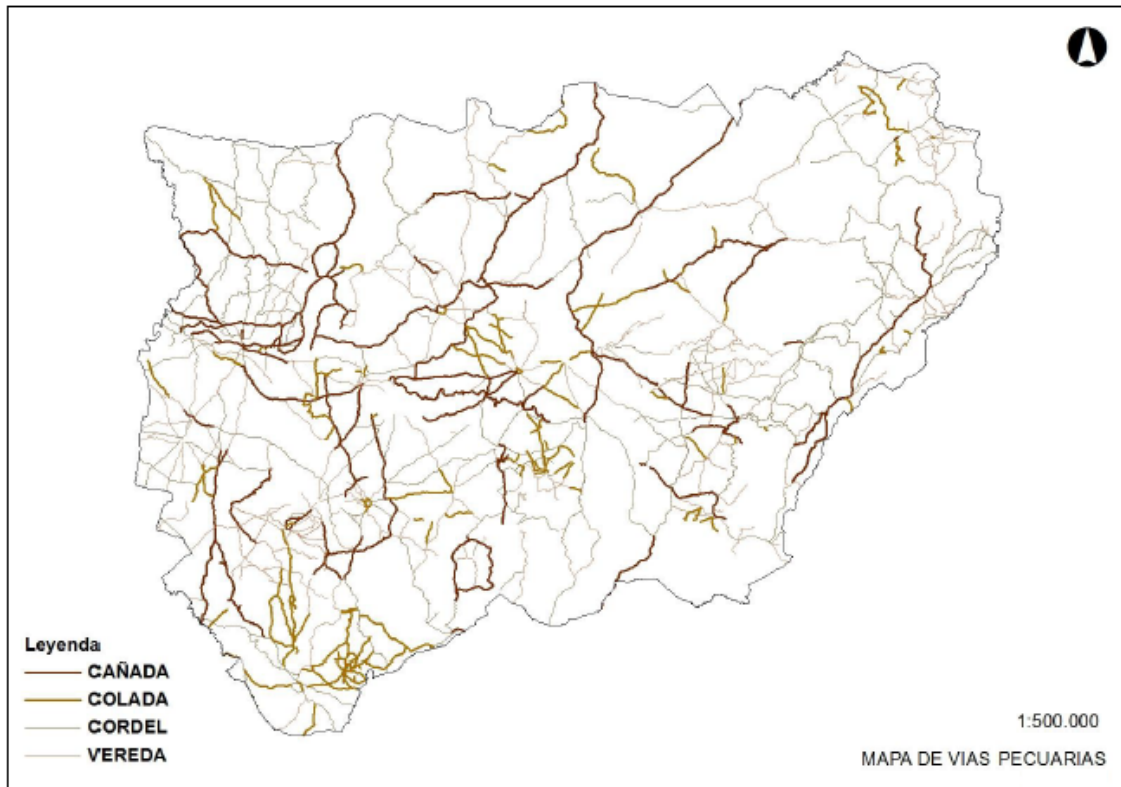 Leyenda
CAÑADA
COLADA
CORDEL
VEREDA
1:500.000
MAPA DE VIAS PECUARIAS